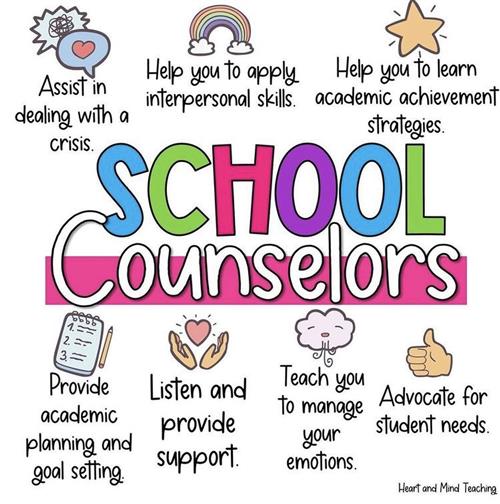 Assist in
dealing with a
crisis.
Help you to apply
interpersonal skills.
Help you to learn
academic achievement
strategies.
SCHOOL
Counselors
1.
2.
3.
Provide
academic
planning and
goal setting.
Listen and
provide
support.
Teach you
to manage
your
emotions.
Advocate for
student needs.
Heart and Mind Teaching